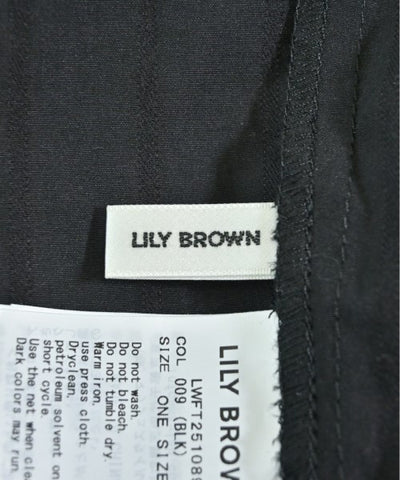 LILY BROWN
LILY BROW
LWFT251089
COL 009 (BLK)
SIZE ONE SIZE
Do not wash.
Do not bleach.
Do not tumble dry.
Warm iron.
use press cloth.
Dryclean.
petroleum solvent on
short cycle.
Use the net when cle
Dark colors may run